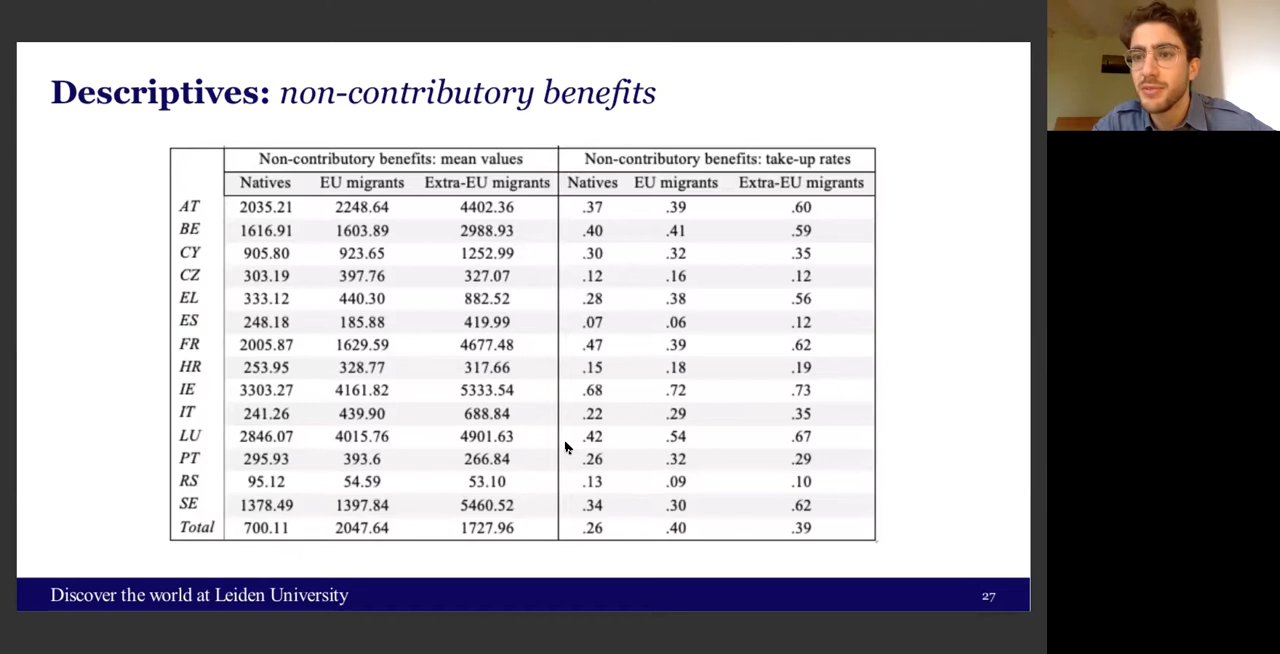 Descriptives: non-contributory benefits
Non-contributory benefits: mean values Non-contributory benefits: take-up rates
Natives EU migrants Extra-EU migrants Natives EU migrants Extra-EU migrants
AT 2035.21 2248.64 4402.36 .37 .39 .60
BE 1616.91 1603.89 2988.93 .40 .41 .59
CY 905.80 923.65 1252.99 .30 .32 .35
CZ 303.19 397.76 327.07 .12 .16 .12
EL 333.12 440.30 882.52 .28 .38 .56
ES 248.18 185.88 419.99 .07 .06 .12
FR 2005.87 1629.59 4677.48 .47 .39 .62
HR 253.95 328.77 317.66 .15 .18 .19
IE 3303.27 4161.82 5333.54 .68 .72 .73
IT 241.26 439.90 688.84 .22 .29 .35
LU 2846.07 4015.76 4901.63 .42 .54 .67
PT 295.93 393.6 266.84 .26 .32 .29
RS 95.12 54.59 53.10 .13 .09 .10
SE 1378.49 1397.84 5460.52 .34 .30 .62
Total 700.11 2047.64 1727.96 .26 .40 .39
Discover the world at Leiden University 27